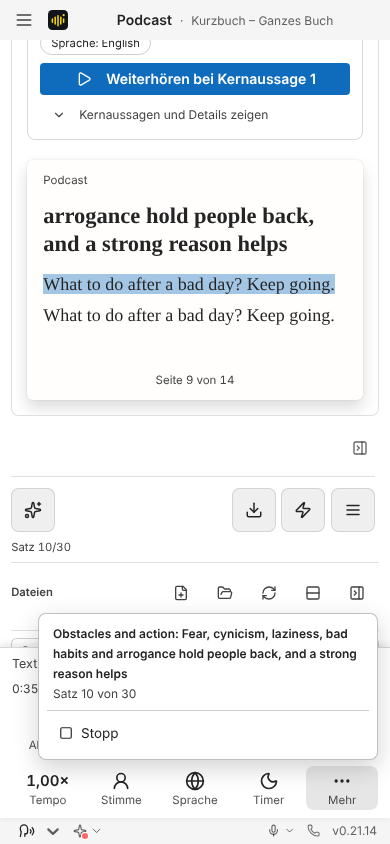 Podcast · Kurzbuch – Ganzes Buch
Sprache: English
Weiterhören bei Kernaussage 1
Kernaussagen und Details zeigen
Podcast
arrogance hold people back,
and a strong reason helps
What to do after a bad day? Keep going.
What to do after a bad day? Keep going.
Seite 9 von 14
Satz 10/30
Dateien
Obstacles and action: Fear, cynicism, laziness, bad
habits and arrogance hold people back, and a strong
reason helps
Satz 10 von 30
Text
0:35
Stopp
1,00×
Tempo
Stimme
Sprache
Timer
Mehr
v0.21.14